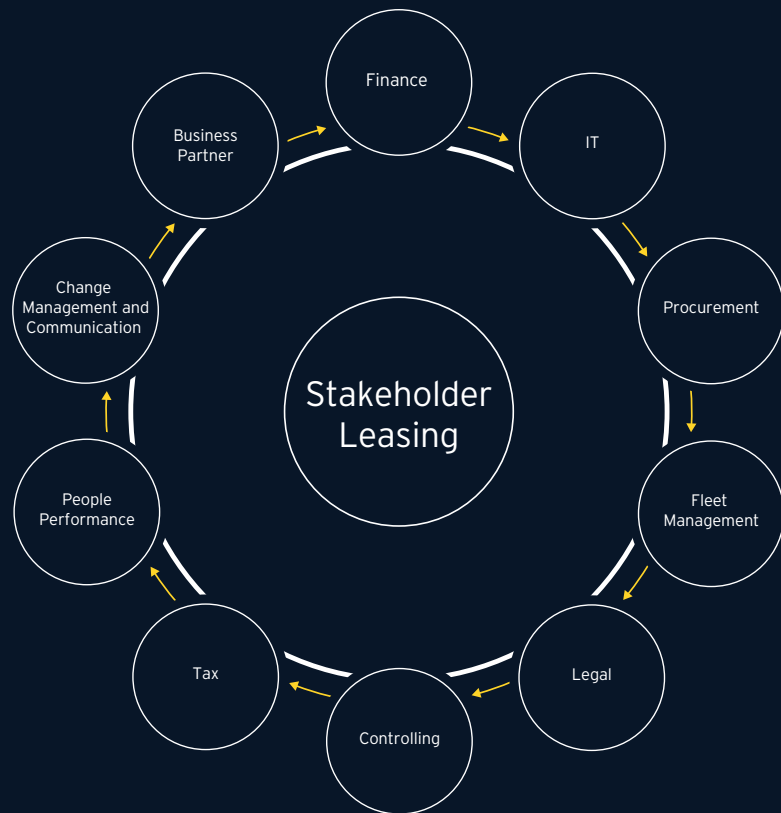 Finance
IT
Procurement
Fleet
Management
Legal
Controlling
Tax
People
Performance
Change
Management and
Communication
Business
Partner
Stakeholder
Leasing